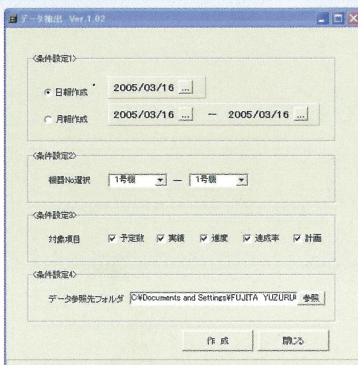 データ抽出 Ver.1.02
<条件設定1>
日報作成 2005/03/16 ...
月報作成 2005/03/16 ... ー 2005/03/16 ...
<条件設定2>
機器No選択 1号機 ー 1号機
<条件設定3>
対象項目 予定数 実績 進度 達成率 計画
<条件設定4>
データ参照先フォルダ C:¥Documents and Settings¥FUJITA YUZURU¥ 参照
作成 閉じる